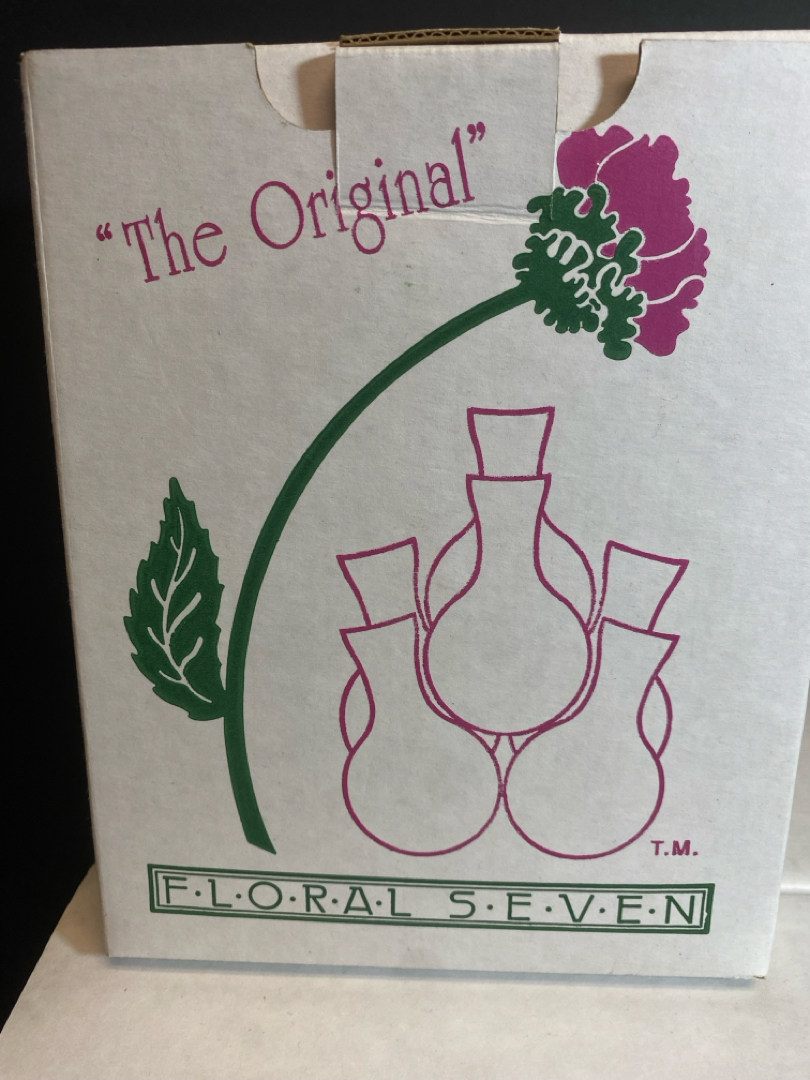 “The Original”
T.M.
F·L·O·R·A·L S·E·V·E·N